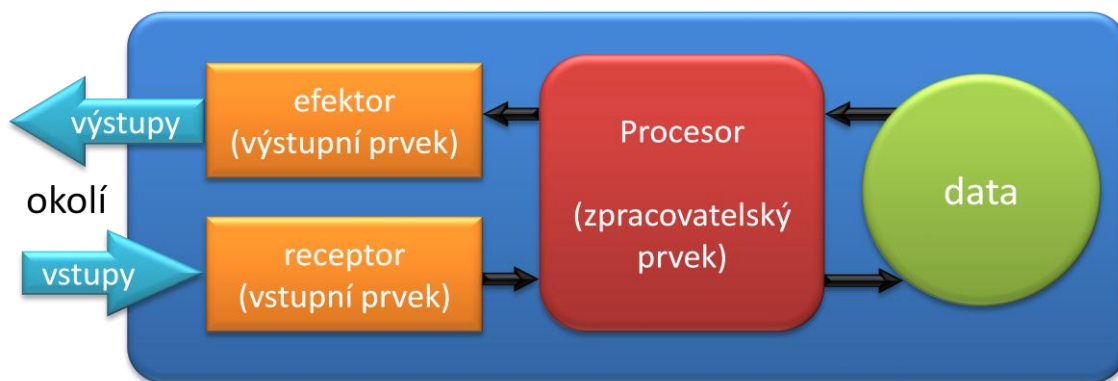 výstupy
efektor
(výstupní prvek)
okolí
vstupy
receptor
(vstupní prvek)
Procesor
(zpracovatelský
prvek)
data